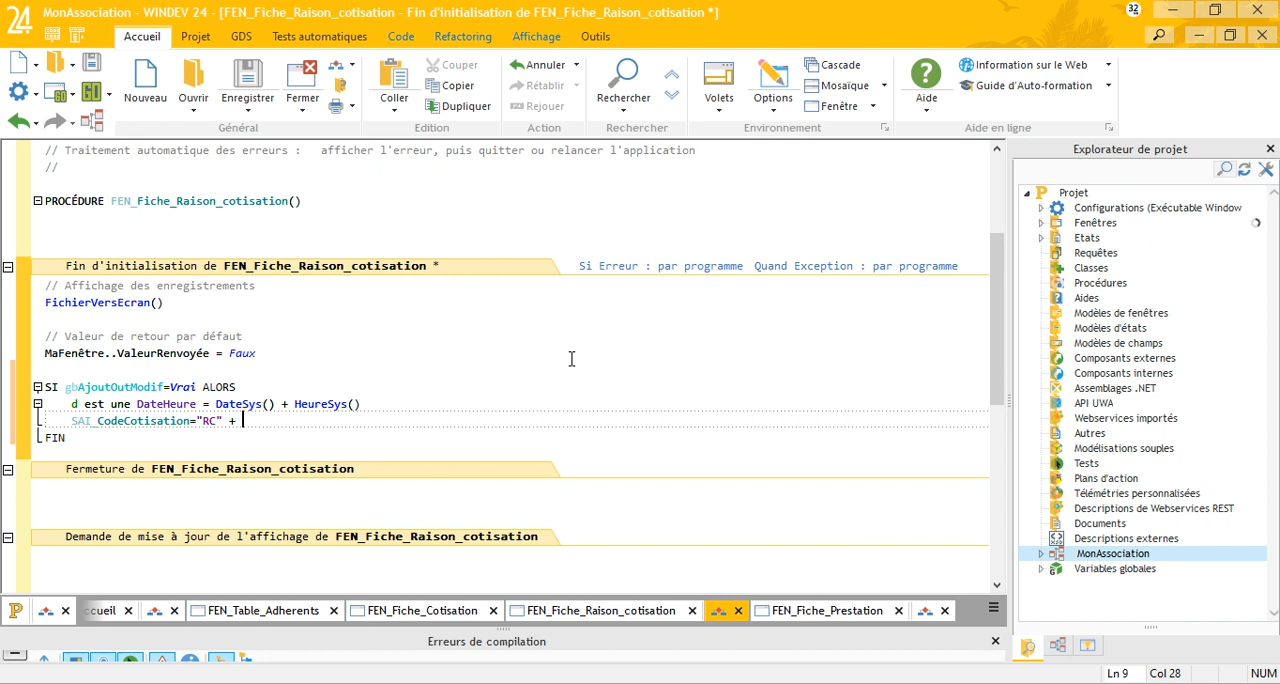 MonAssociation - WINDEV 24 - [FEN_Fiche_Raison_cotisation - Fin d'initialisation de FEN_Fiche_Raison_cotisation *]
32
24
Accueil Projet GDS Tests automatiques Code Refactoring Affichage Outils
Nouveau Ouvrir Enregistrer Fermer
Général
Coller Couper Copier Dupliquer
Edition
Annuler Rétablir Rejouer
Action
Rechercher
Rechercher
Volets Options Cascade Mosaïque Fenêtre
Environnement
Aide Information sur le Web Guide d'Auto-formation
Aide en ligne
// Traitement automatique des erreurs : afficher l'erreur, puis quitter ou relancer l'application
//
PROCÉDURE FEN_Fiche_Raison_cotisation()
Fin d'initialisation de FEN_Fiche_Raison_cotisation * Si Erreur : par programme Quand Exception : par programme
// Affichage des enregistrements
FichierVersEcran()
// Valeur de retour par défaut
MaFenêtre..ValeurRenvoyée = Faux
SI gbAjoutOutModif=Vrai ALORS
d est une DateHeure = DateSys() + HeureSys()
SAI_CodeCotisation="RC" +
FIN
Fermeture de FEN_Fiche_Raison_cotisation
Demande de mise à jour de l'affichage de FEN_Fiche_Raison_cotisation
P ccueil FEN_Table_Adherents FEN_Fiche_Cotisation FEN_Fiche_Raison_cotisation FEN_Fiche_Prestation
Erreurs de compilation
Explorateur de projet
Projet
Configurations (Exécutable Window
Fenêtres
Etats
Requêtes
Classes
Procédures
Aides
Modèles de fenêtres
Modèles d'états
Modèles de champs
Composants externes
Composants internes
Assemblages .NET
API UWA
Webservices importés
Autres
Modélisations souples
Tests
Plans d'action
Télémétries personnalisées
Descriptions de Webservices REST
Documents
Descriptions externes
MonAssociation
Variables globales
Ln 9 Col 28 NUM